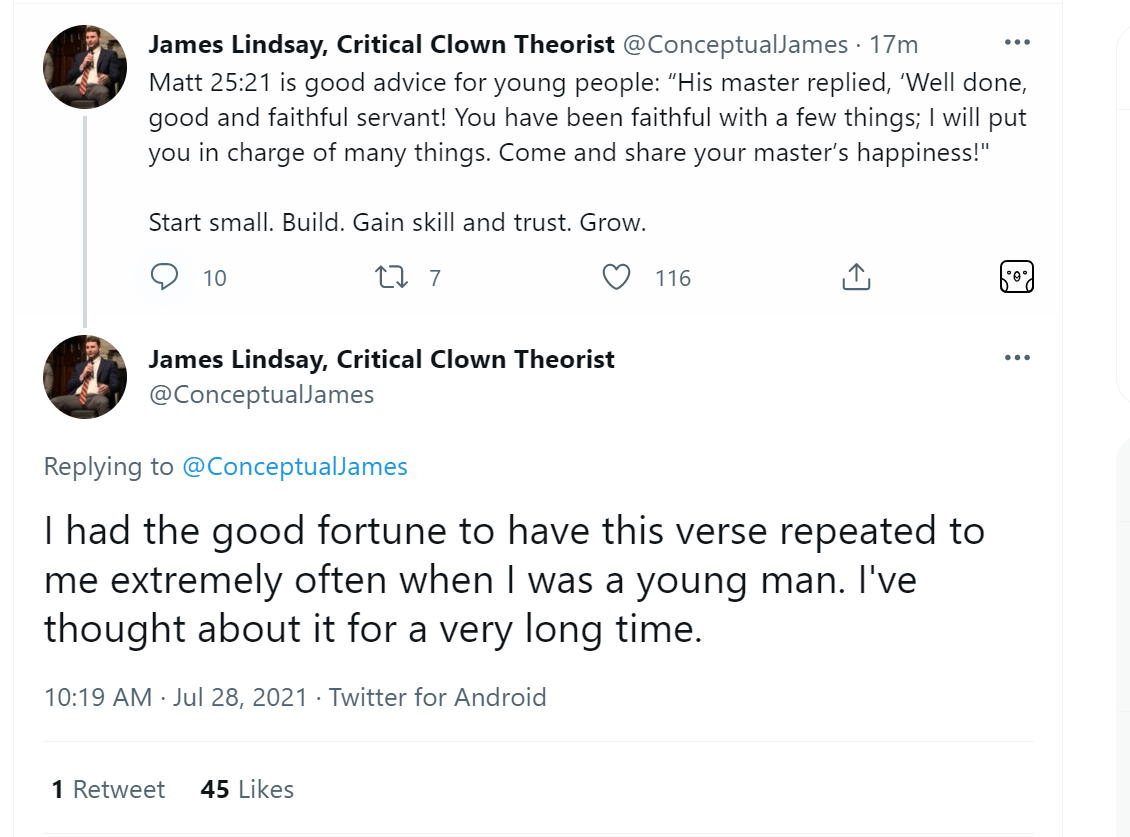 James Lindsay, Critical Clown Theorist @ConceptualJames · 17m
Matt 25:21 is good advice for young people: “His master replied, ‘Well done,
good and faithful servant! You have been faithful with a few things; I will put
you in charge of many things. Come and share your master’s happiness!"
Start small. Build. Gain skill and trust. Grow.
10 7 116
James Lindsay, Critical Clown Theorist
@ConceptualJames
Replying to @ConceptualJames
I had the good fortune to have this verse repeated to
me extremely often when I was a young man. I've
thought about it for a very long time.
10:19 AM · Jul 28, 2021 · Twitter for Android
1 Retweet 45 Likes